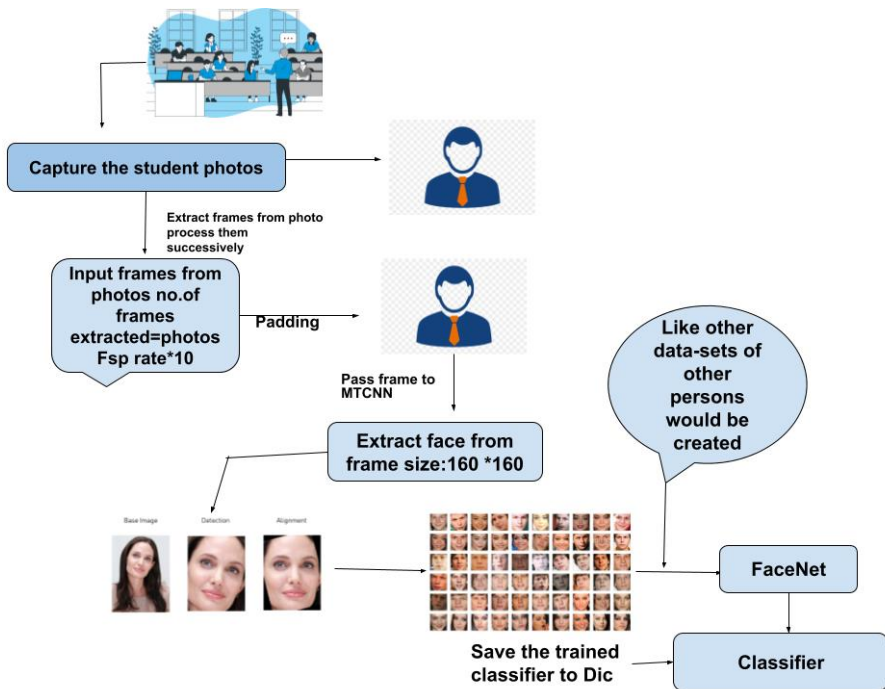 Capture the student photos
Extract frames from photo
process them
successively
Input frames from
photos no.of
frames
extracted=photos
Fsp rate*10
Padding
Pass frame to
MTCNN
Like other
data-sets of
other
persons
would be
created
Extract face from
frame size:160 *160
Base Image
Detection
Alignment
FaceNet
Save the trained
classifier to Dic
Classifier